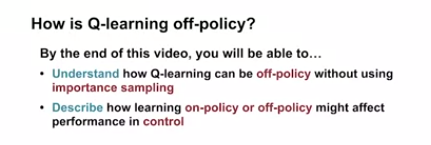 How is Q-learning off-policy?
By the end of this video, you will be able to…
• Understand how Q-learning can be off-policy without using
importance sampling
• Describe how learning on-policy or off-policy might affect
performance in control